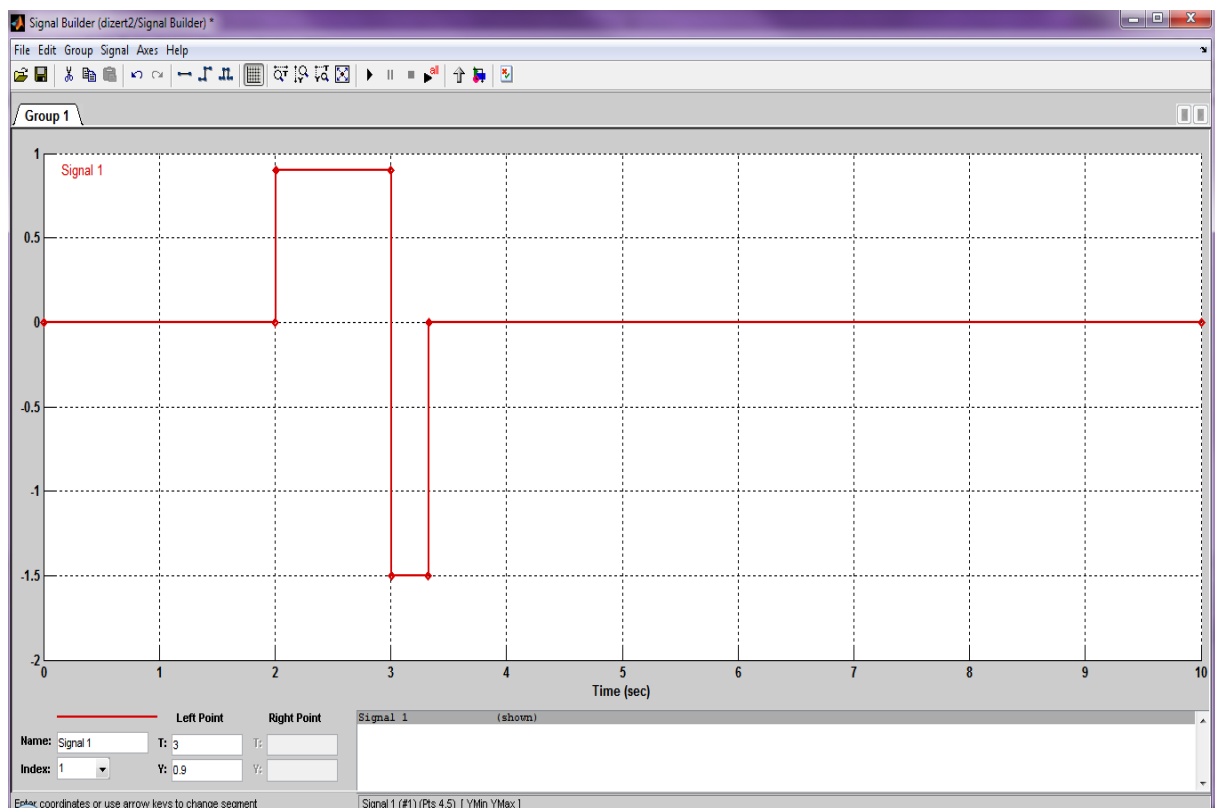 Signal Builder (dizert2/Signal Builder) *
File Edit Group Signal Axes Help
all
Group 1
Signal 1
1
0.5
0
-0.5
-1
-1.5
-2
0 1 2 3 4 5 6 7 8 9 10
Time (sec)
Left Point Right Point
Name: Signal 1 T: 3 T:
Index: 1 Y: 0.9 Y:
Signal 1 (shown)
Enter coordinates or use arrow keys to change segment
Signal 1 (#1) (Pts 4,5) [ YMin YMax ]